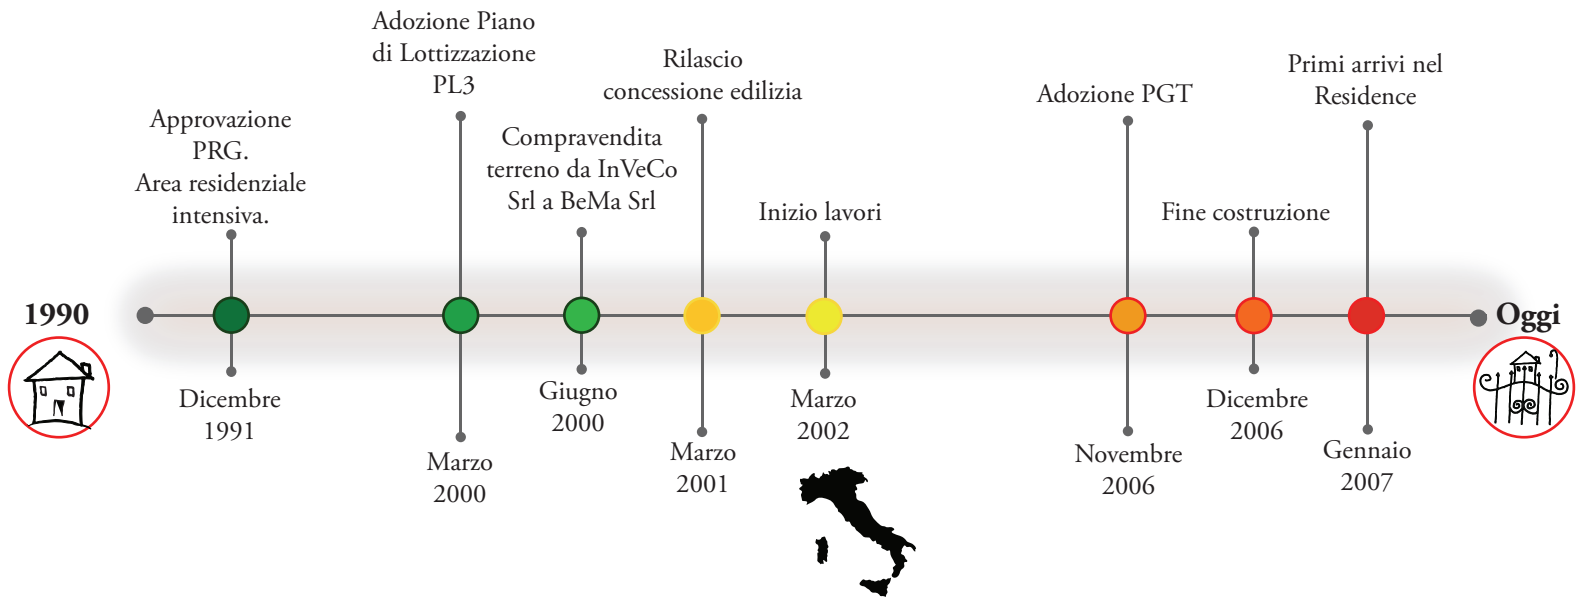 1990
Approvazione
PRG.
Area residenziale
intensiva.
Dicembre
1991
Adozione Piano
di Lottizzazione
PL3
Marzo
2000
Compravendita
terreno da InVeCo
Srl a BeMa Srl
Giugno
2000
Rilascio
concessione edilizia
Marzo
2001
Inizio lavori
Marzo
2002
Adozione PGT
Novembre
2006
Fine costruzione
Dicembre
2006
Primi arrivi nel
Residence
Gennaio
2007
Oggi